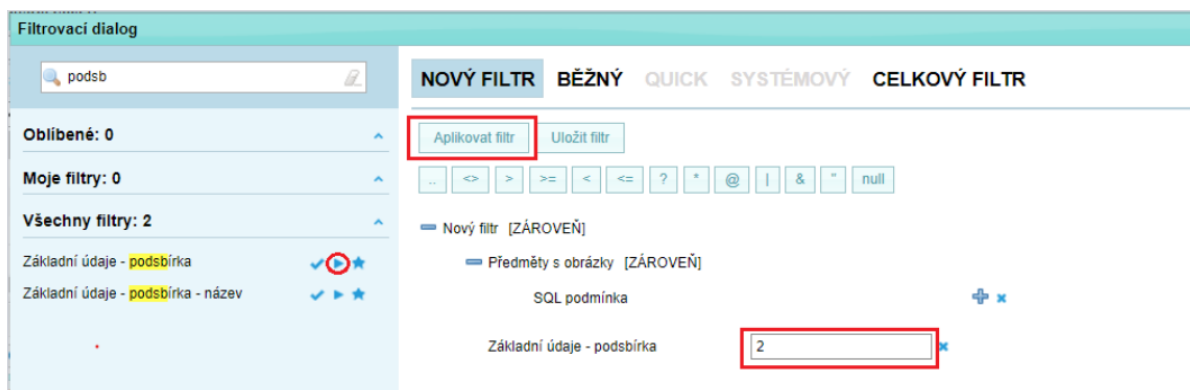 Filtrovací dialog
podsb
NOVÝ FILTR BĚŽNÝ QUICK SYSTÉMOVÝ CELKOVÝ FILTR
Oblíbené: 0
Moje filtry: 0
Všechny filtry: 2
Základní údaje - podsbírka
Základní údaje - podsbírka - název
Aplikovat filtr Uložit filtr
.. <> > >= < <= ? * @ | & " null
Nový filtr [ZÁROVEŇ]
Předměty s obrázky [ZÁROVEŇ]
SQL podmínka
Základní údaje - podsbírka 2